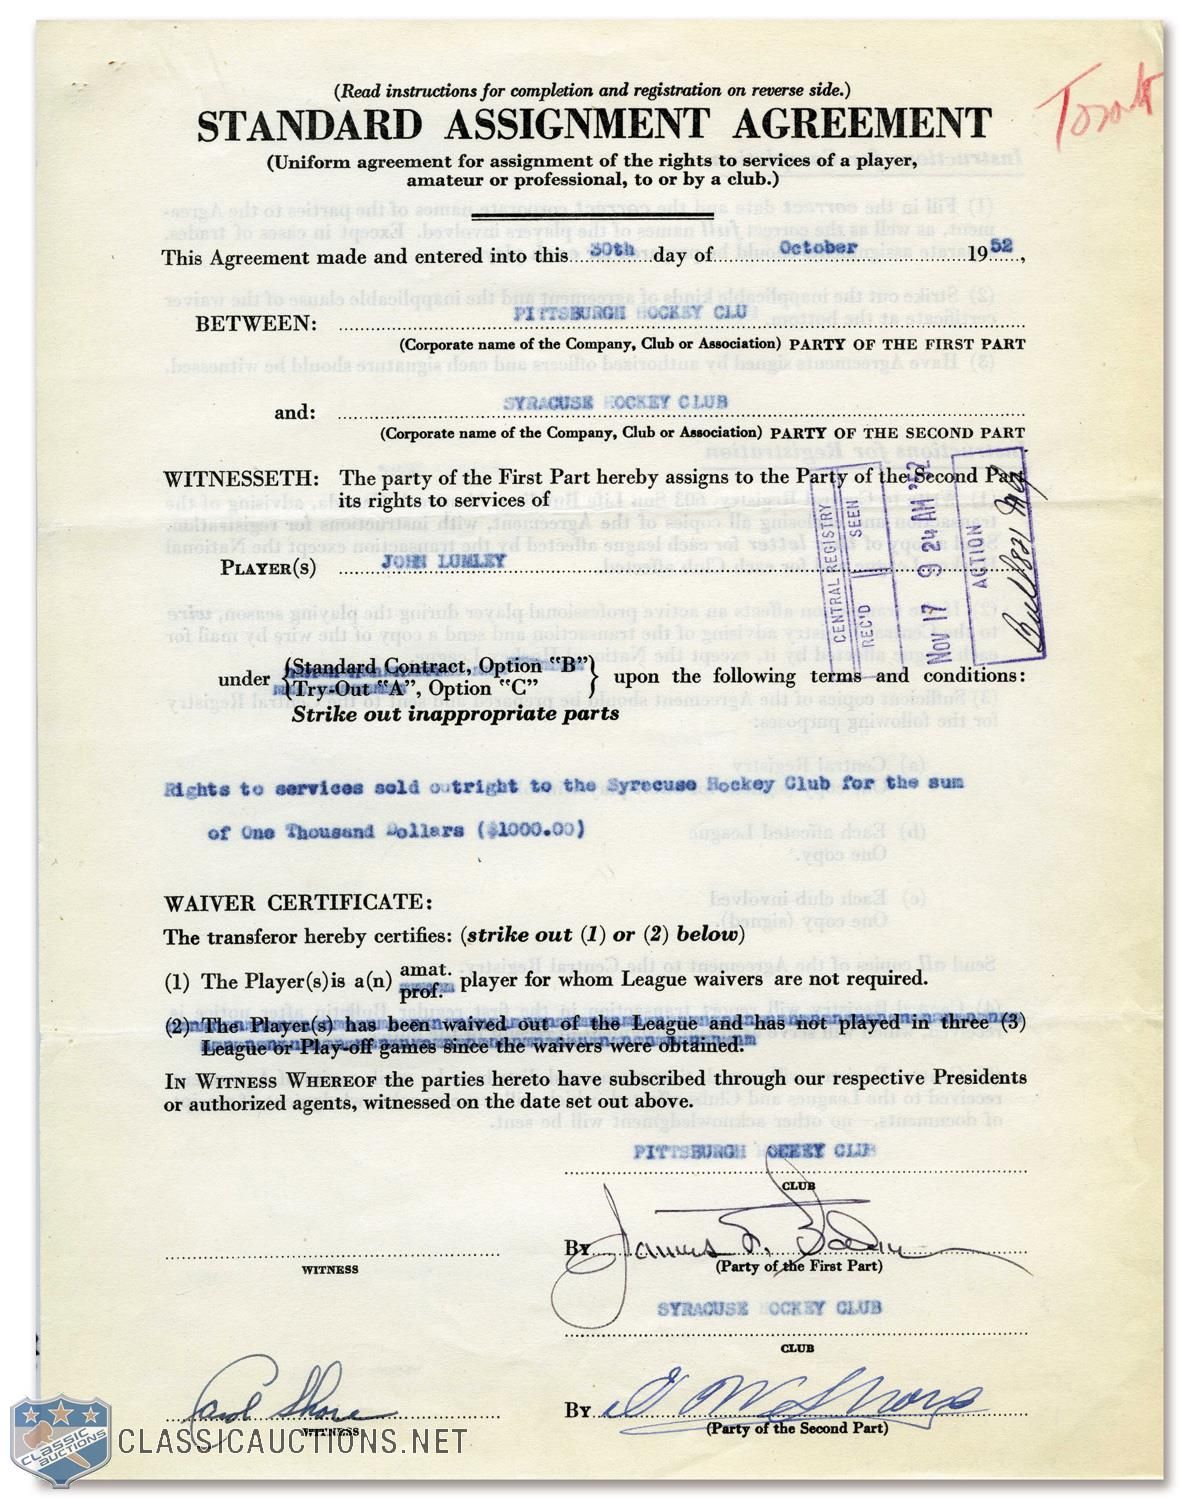 (Read instructions for completion and registration on reverse side.)
STANDARD ASSIGNMENT AGREEMENT
Toronto
(Uniform agreement for assignment of the rights to services of a player,
amateur or professional, to or by a club.)
This Agreement made and entered into this 30th day of October 1952,
BETWEEN: PITTSBURGH HOCKEY CLU
(Corporate name of the Company, Club or Association) PARTY OF THE FIRST PART
and: SYRACUSE HOCKEY CLUB
(Corporate name of the Company, Club or Association) PARTY OF THE SECOND PART
WITNESSETH: The party of the First Part hereby assigns to the Party of the Second Part
its rights to services of
PLAYER(S) JOHN LUMLEY
CENTRAL REGISTRY
REC'D SEEN
NOV 17 9 24 AM '52
ACTION
under {Standard Contract, Option "B"} upon the following terms and conditions:
{Try-Out "A", Option "C"}
Strike out inappropriate parts
Rights to services sold outright to the Syracuse Hockey Club for the sum
of One Thousand Dollars ($1000.00)
WAIVER CERTIFICATE:
The transferor hereby certifies: (strike out (1) or (2) below)
(1) The Player(s) is a(n) amat. prof. player for whom League waivers are not required.
(2) The Player(s) has been waived out of the League and has not played in three (3)
League or Play-off games since the waivers were obtained.
IN WITNESS WHEREOF the parties hereto have subscribed through our respective Presidents
or authorized agents, witnessed on the date set out above.
PITTSBURGH HOCKEY CLUB
CLUB
By James F.
WITNESS
(Party of the First Part)
SYRACUSE HOCKEY CLUB
CLUB
Carol Shore By
WITNESS
(Party of the Second Part)
CLASSIC AUCTIONS
CLASSICAUCTIONS.NET